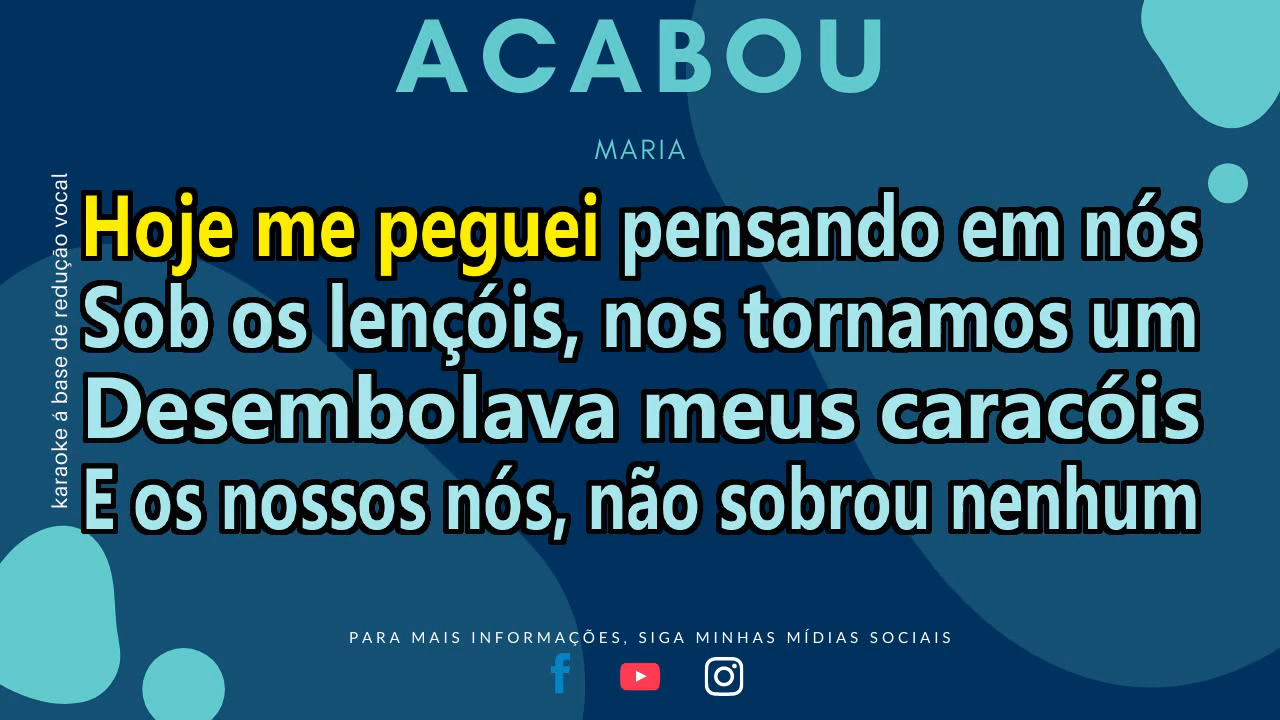 ACABOU
MARIA
karaoke á base de redução vocal
Hoje me peguei pensando em nós
Sob os lençóis, nos tornamos um
Desembolava meus caracóis
E os nossos nós, não sobrou nenhum
PARA MAIS INFORMAÇÕES, SIGA MINHAS MÍDIAS SOCIAIS